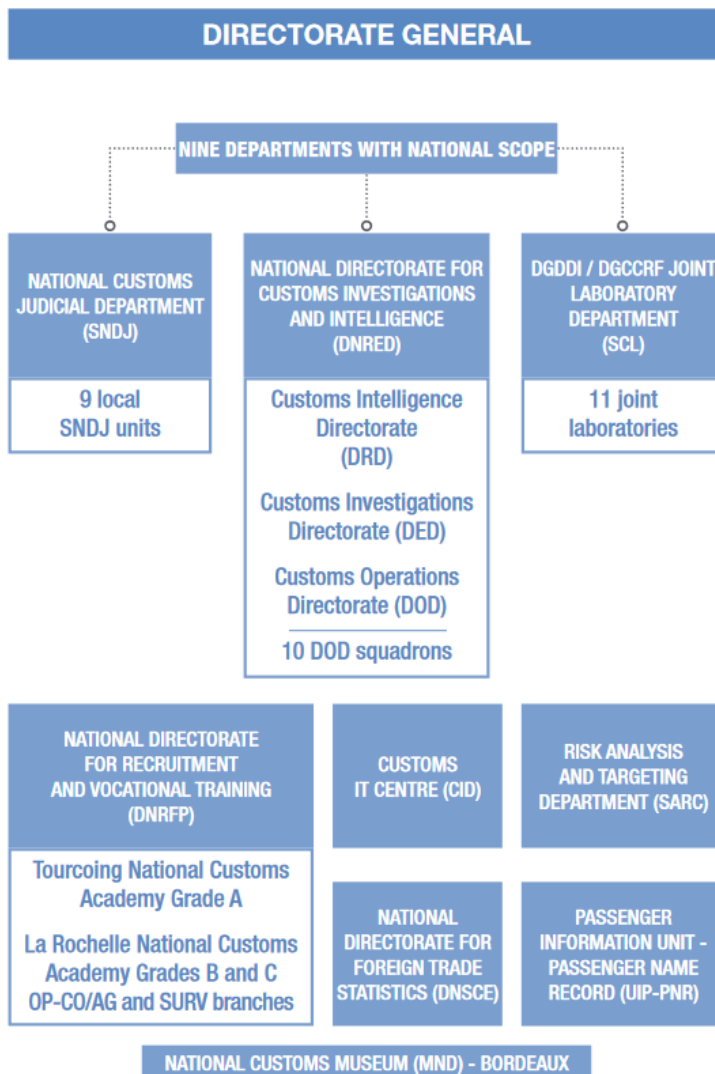 DIRECTORATE GENERAL
NINE DEPARTMENTS WITH NATIONAL SCOPE
NATIONAL CUSTOMS
JUDICIAL DEPARTMENT
(SNDJ)
9 local
SNDJ units
NATIONAL DIRECTORATE FOR
CUSTOMS INVESTIGATIONS
AND INTELLIGENCE
(DNRED)
Customs Intelligence
Directorate
(DRD)
Customs Investigations
Directorate (DED)
Customs Operations
Directorate (DOD)
10 DOD squadrons
DGDDI / DGCCRF JOINT
LABORATORY
DEPARTMENT
(SCL)
11 joint
laboratories
NATIONAL DIRECTORATE
FOR RECRUITMENT
AND VOCATIONAL TRAINING
(DNRFP)
Tourcoing National Customs
Academy Grade A
La Rochelle National Customs
Academy Grades B and C
OP-CO/AG and SURV branches
CUSTOMS
IT CENTRE (CID)
RISK ANALYSIS
AND TARGETING
DEPARTMENT (SARC)
NATIONAL
DIRECTORATE FOR
FOREIGN TRADE
STATISTICS (DNSCE)
PASSENGER
INFORMATION UNIT -
PASSENGER NAME
RECORD (UIP-PNR)
NATIONAL CUSTOMS MUSEUM (MND) - BORDEAUX